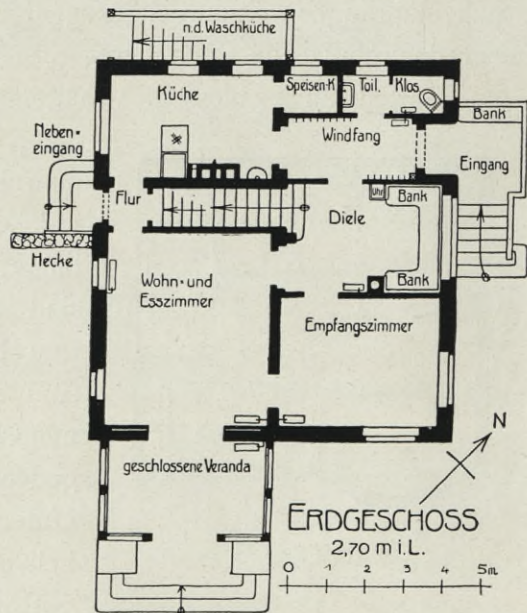 n.d. Waschküche
Küche
Speisen-K
Toil.
Klos
Bank
Neben=
eingang
Windfang
Eingang
Flur
Uhr
Bank
Diele
Hecke
Wohn- und
Esszimmer
Bank
Empfangszimmer
geschlossene Veranda
N
ERDGESCHOSS
2,70 m i.L.
0 1 2 3 4 5m